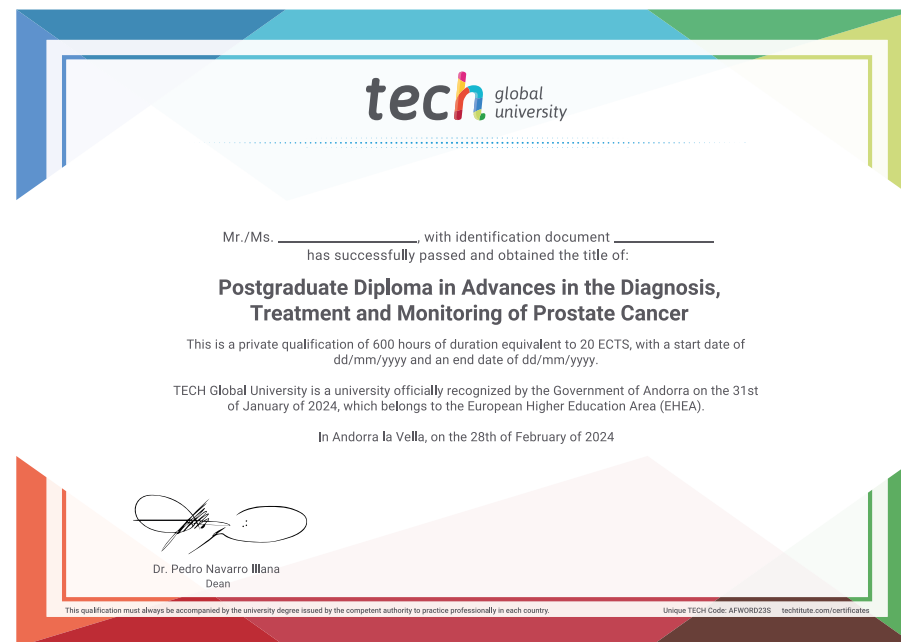 tech global
university
Mr./Ms. , with identification document
has successfully passed and obtained the title of:
Postgraduate Diploma in Advances in the Diagnosis,
Treatment and Monitoring of Prostate Cancer
This is a private qualification of 600 hours of duration equivalent to 20 ECTS, with a start date of
dd/mm/yyyy and an end date of dd/mm/yyyy.
TECH Global University is a university officially recognized by the Government of Andorra on the 31st
of January of 2024, which belongs to the European Higher Education Area (EHEA).
In Andorra la Vella, on the 28th of February of 2024
Dr. Pedro Navarro Illana
Dean
This qualification must always be accompanied by the university degree issued by the competent authority to practice professionally in each country. Unique TECH Code: AFWORD23S techtitute.com/certificates